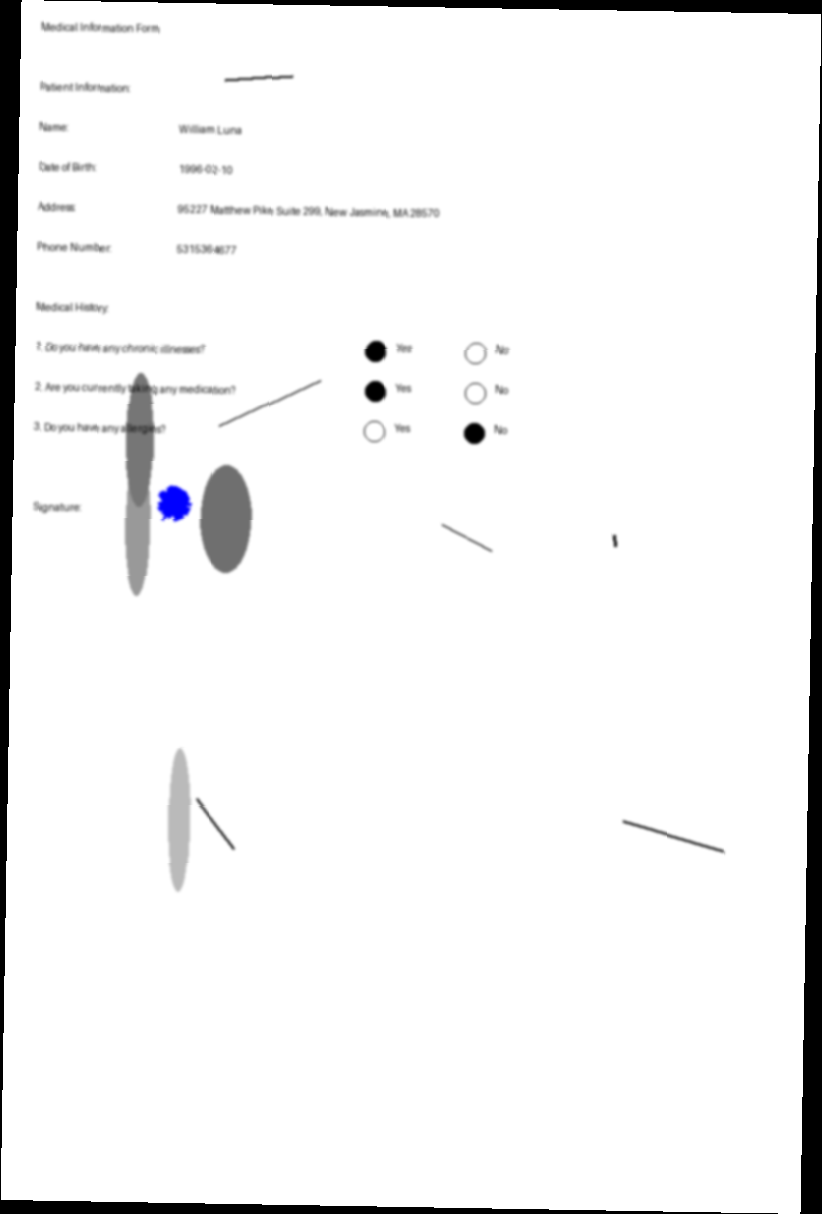 Medical Information Form
Patient Information:
Name: William Luna
Date of Birth: 1996-02-10
Address: 95227 Matthew Pike Suite 299, New Jasmine, MA 28570
Phone Number: 5315364677
Medical History:
1. Do you have any chronic illnesses? Yes No
2. Are you currently taking any medication? Yes No
3. Do you have any allergies? Yes No
Signature: